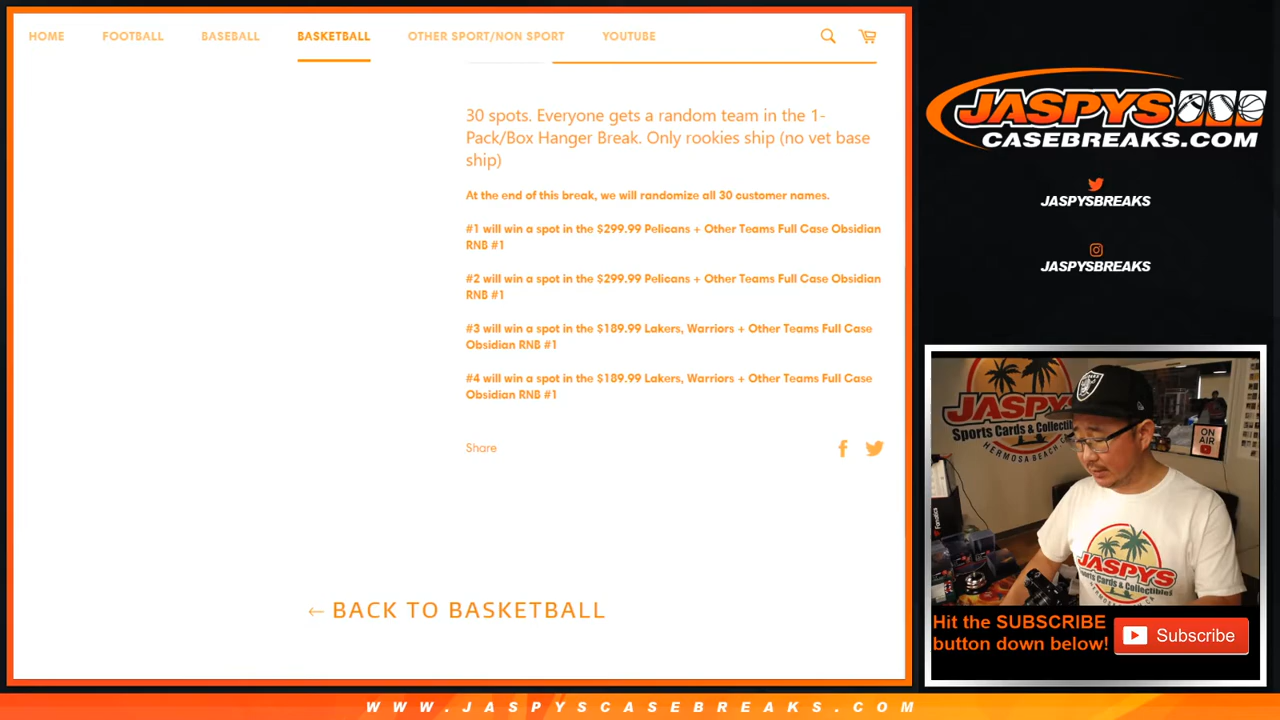 HOME FOOTBALL BASEBALL BASKETBALL OTHER SPORT/NON SPORT YOUTUBE
30 spots. Everyone gets a random team in the 1-
Pack/Box Hanger Break. Only rookies ship (no vet base
ship)
At the end of this break, we will randomize all 30 customer names.
#1 will win a spot in the $299.99 Pelicans + Other Teams Full Case Obsidian
RNB #1
#2 will win a spot in the $299.99 Pelicans + Other Teams Full Case Obsidian
RNB #1
#3 will win a spot in the $189.99 Lakers, Warriors + Other Teams Full Case
Obsidian RNB #1
#4 will win a spot in the $189.99 Lakers, Warriors + Other Teams Full Case
Obsidian RNB #1
Share
← BACK TO BASKETBALL
JASPYS
CASEBREAKS.COM
JASPYSBREAKS
JASPYSBREAKS
JASPYS
Sports Cards & Collectibl
HERMOSA BEACH, C
ON
AIR
RAIDERS
Fanatics
JASPYS
Sports Cards & Collectibles
HERMOSA BEACH, CA
Hit the SUBSCRIBE
button down below!
Subscribe
WWW.JASPYSCASEBREAKS.COM